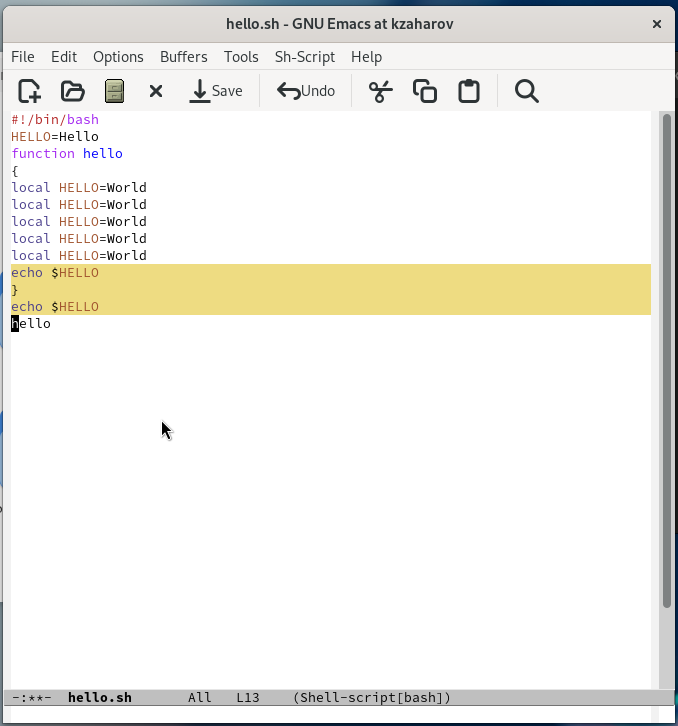 hello.sh - GNU Emacs at kzaharov
File Edit Options Buffers Tools Sh-Script Help
Save Undo
#!/bin/bash
HELLO=Hello
function hello
{
local HELLO=World
local HELLO=World
local HELLO=World
local HELLO=World
local HELLO=World
echo $HELLO
}
echo $HELLO
hello
-:**- hello.sh All L13 (Shell-script[bash])